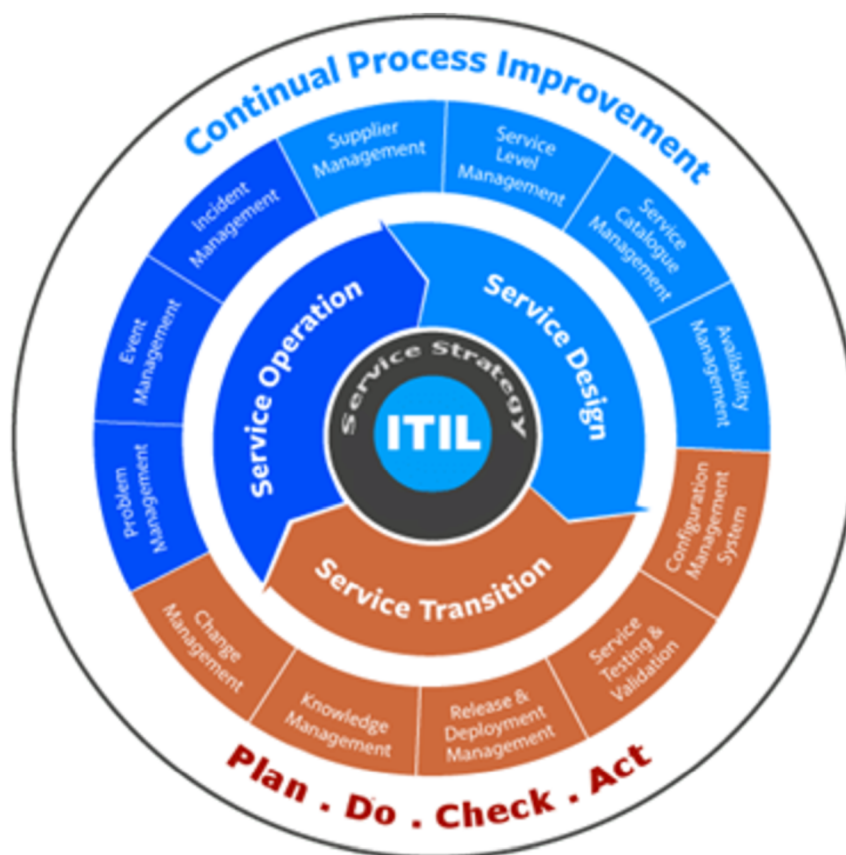 Continual Process Improvement
Supplier
Management
Service
Level
Management
Service
Catalogue
Management
Availability
Management
Configuration
Management
System
Service
Testing &
Validation
Release &
Deployment
Management
Knowledge
Management
Change
Management
Problem
Management
Event
Management
Incident
Management
Service Operation
Service Design
Service Transition
Service Strategy
ITIL
Plan . Do . Check . Act